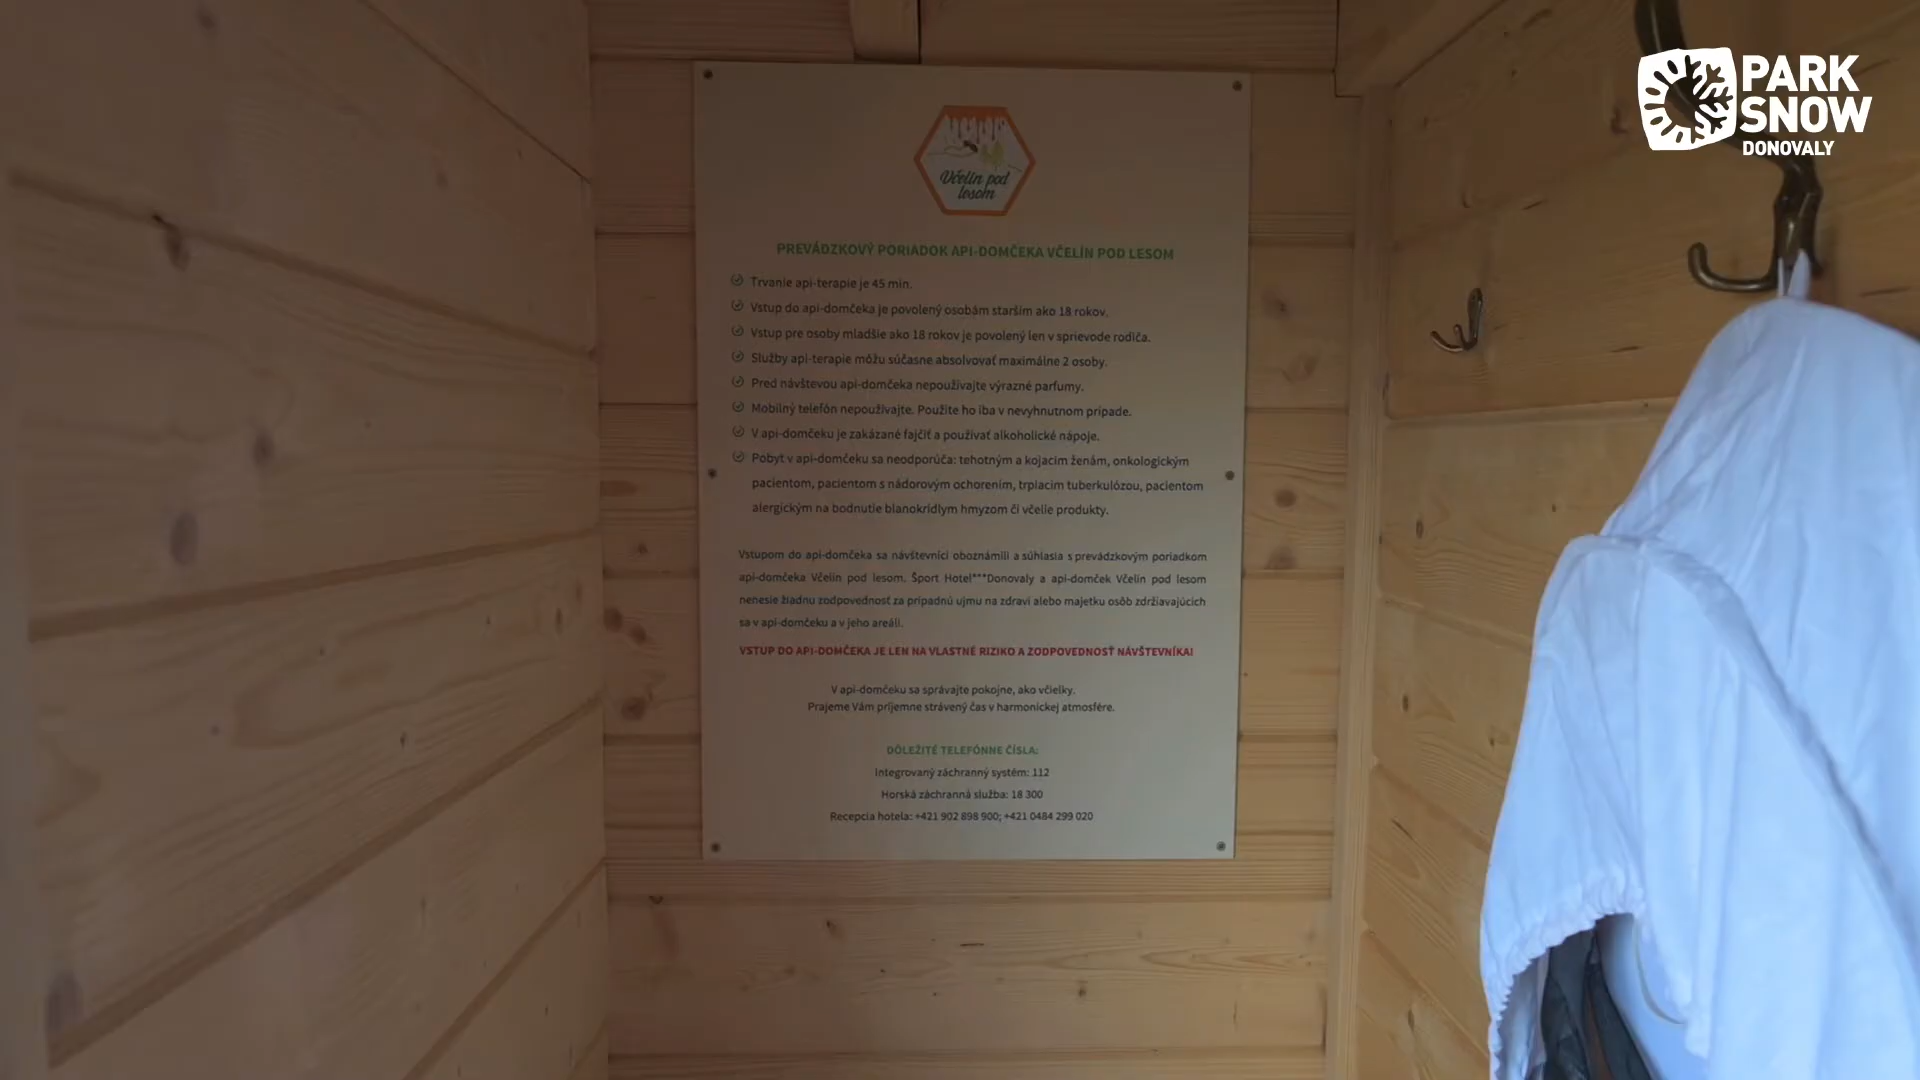 PARK
SNOW
DONOVALY
Včelín pod
lesom
PREVÁDZKOVÝ PORIADOK API-DOMČEKA VČELÍN POD LESOM
Trvanie api-terapie je 45 min.
Vstup do api-domčeka je povolený osobám starším ako 18 rokov.
Vstup pre osoby mladšie ako 18 rokov je povolený len v sprievode rodiča.
Služby api-terapie môžu súčasne absolvovať maximálne 2 osoby.
Pred návštevou api-domčeka nepoužívajte výrazné parfumy.
Mobilný telefón nepoužívajte. Použite ho iba v nevyhnutnom prípade.
V api-domčeku je zakázané fajčiť a používať alkoholické nápoje.
Pobyt v api-domčeku sa neodporúča: tehotným a kojacim ženám, onkologickým
pacientom, pacientom s nádorovým ochorením, trpiacim tuberkulózou, pacientom
alergickým na bodnutie blanokrídlym hmyzom či včelie produkty.
Vstupom do api-domčeka sa návštevníci oboznámili a súhlasia s prevádzkovým poriadkom
api-domčeka Včelín pod lesom. Šport Hotel***Donovaly a api-domček Včelín pod lesom
nenesie žiadnu zodpovednosť za prípadnú ujmu na zdraví alebo majetku osôb zdržiavajúcich
sa v api-domčeku a v jeho areáli.
VSTUP DO API-DOMČEKA JE LEN NA VLASTNÉ RIZIKO A ZODPOVEDNOSŤ NÁVŠTEVNÍKA!
V api-domčeku sa správajte pokojne, ako včielky.
Prajeme Vám príjemne strávený čas v harmonickej atmosfére.
DÔLEŽITÉ TELEFÓNNE ČÍSLA:
Integrovaný záchranný systém: 112
Horská záchranná služba: 18 300
Recepcia hotela: +421 902 898 900; +421 0484 299 020